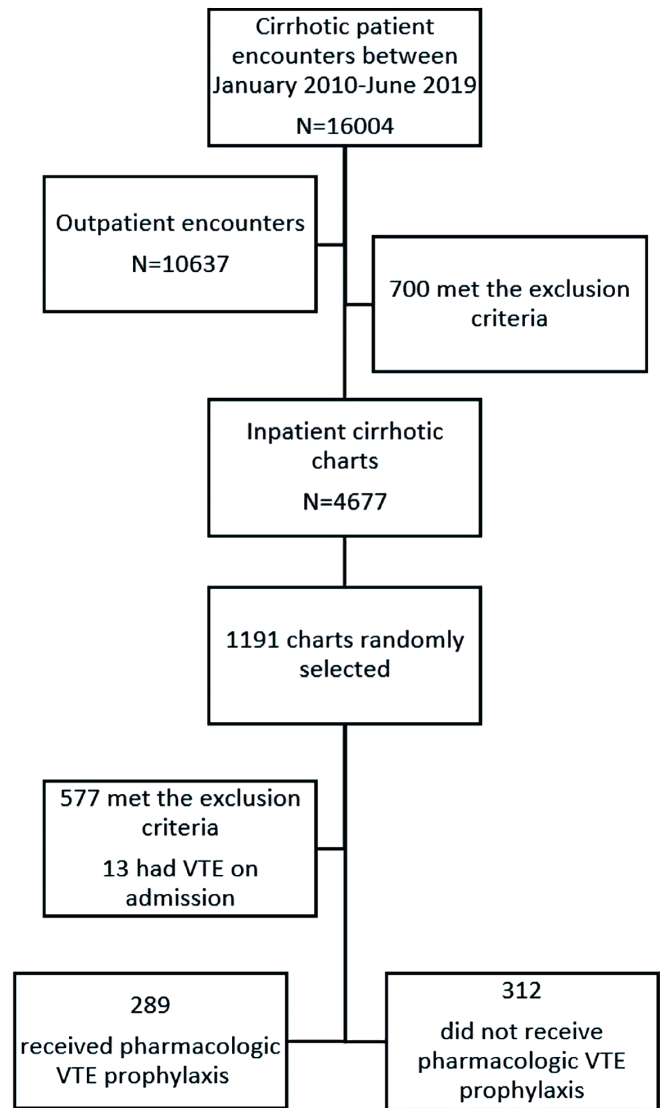 Cirrhotic patient
encounters between
January 2010-June 2019
N=16004
Outpatient encounters
N=10637
700 met the exclusion
criteria
Inpatient cirrhotic
charts
N=4677
1191 charts randomly
selected
577 met the exclusion
criteria
13 had VTE on
admission
289
received pharmacologic
VTE prophylaxis
312
did not receive
pharmacologic VTE
prophylaxis